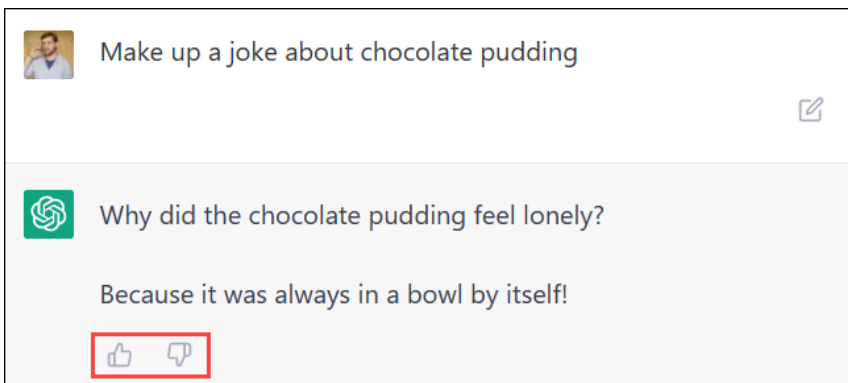 Make up a joke about chocolate pudding
Why did the chocolate pudding feel lonely?
Because it was always in a bowl by itself!